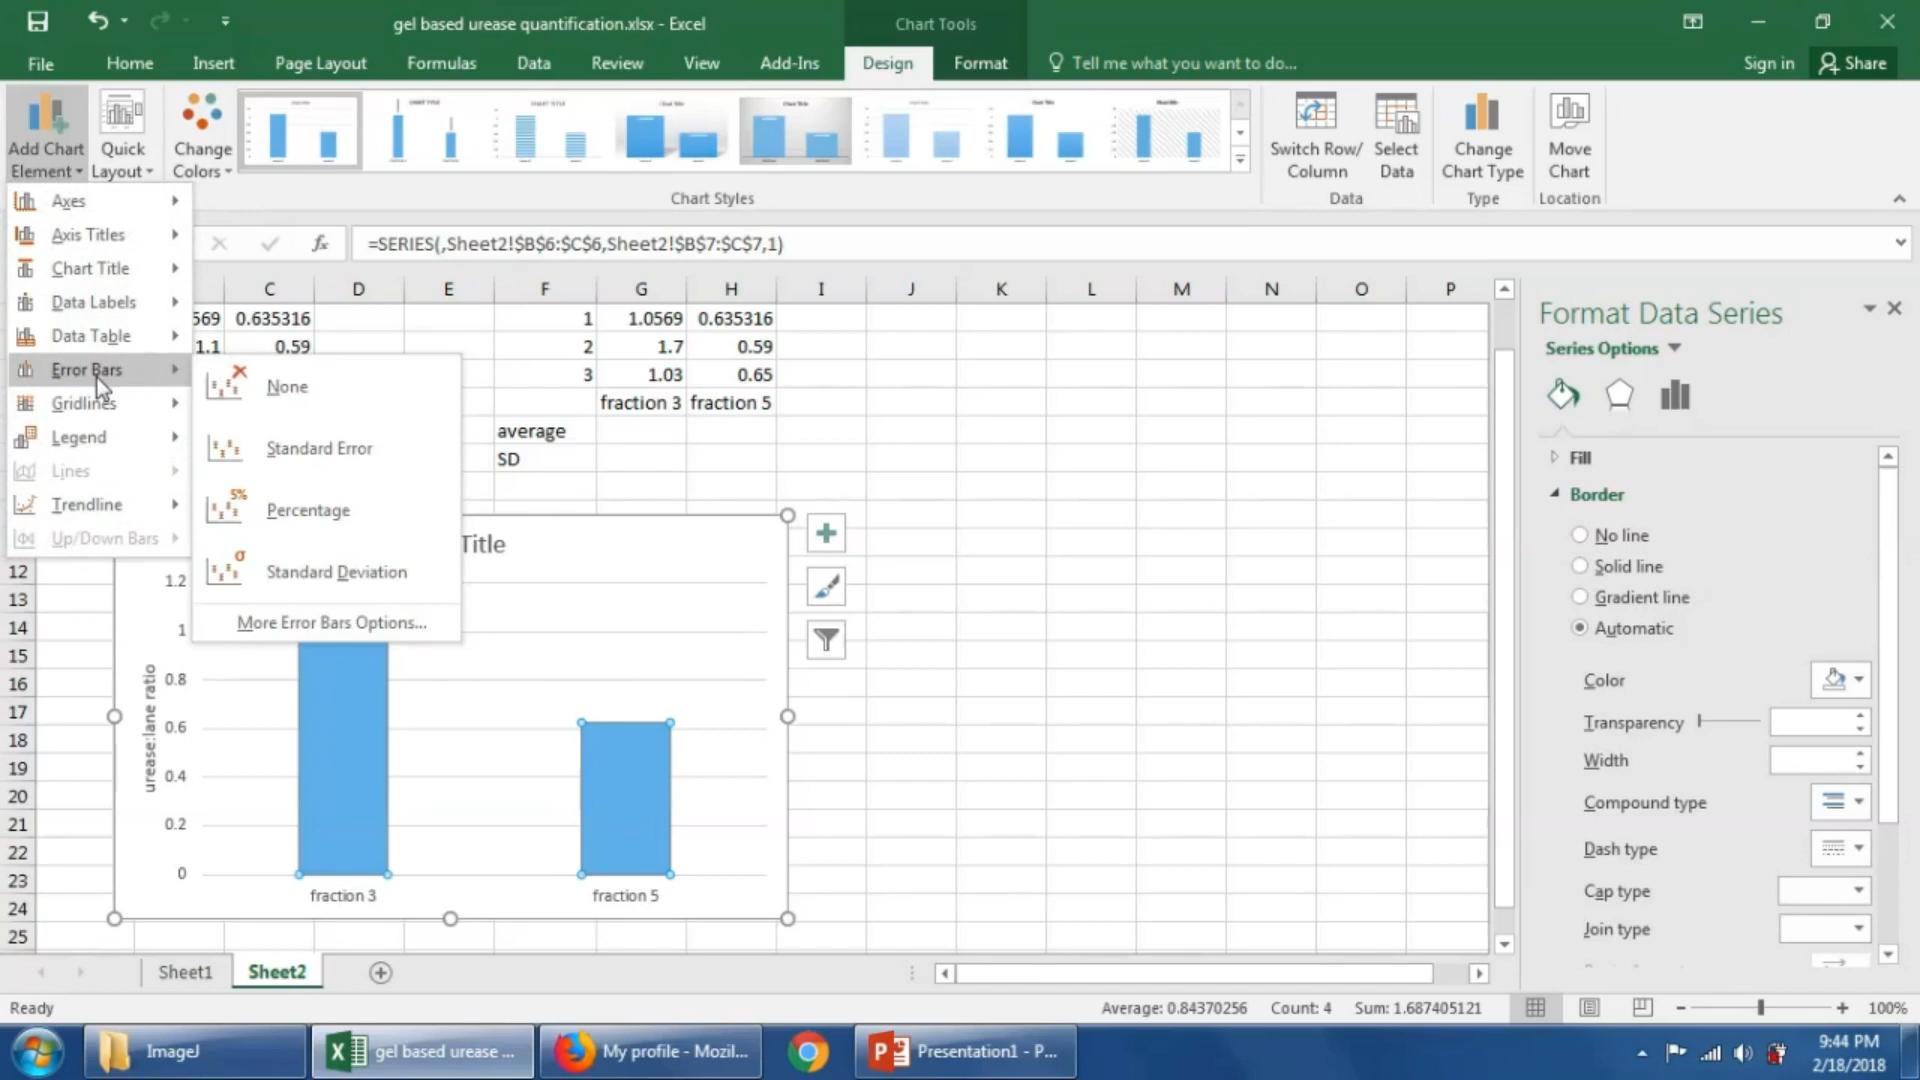 gel based urease quantification.xlsx - Excel
Chart Tools
File Home Insert Page Layout Formulas Data Review View Add-Ins Design Format Tell me what you want to do... Sign in Share
Add Chart Element
Quick Layout
Change Colors
Switch Row/ Column
Select Data
Change Chart Type
Move Chart
Chart Styles
Data
Type
Location
Axes
Axis Titles
Chart Title
Data Labels
Data Table
Error Bars
Gridlines
Legend
Lines
Trendline
Up/Down Bars
None
Standard Error
5%
Percentage
σ
Standard Deviation
More Error Bars Options...
fx =SERIES(,Sheet2!$B$6:$C$6,Sheet2!$B$7:$C$7,1)
C D E F G H I J K L M N O P
569 0.635316 1 1.0569 0.635316
1.1 0.59 2 1.7 0.59
3 1.03 0.65
fraction 3 fraction 5
average
SD
12
13
14
15
16
17
18
19
20
21
22
23
24
25
Title
1.2
1
0.8
0.6
0.4
0.2
0
urease:lane ratio
fraction 3 fraction 5
Format Data Series
Series Options
Fill
Border
No line
Solid line
Gradient line
Automatic
Color
Transparency
Width
Compound type
Dash type
Cap type
Join type
Sheet1 Sheet2
Ready Average: 0.84370256 Count: 4 Sum: 1.687405121 100%
ImageJ gel based urease ... My profile - Mozil... Presentation1 - P... 9:44 PM
2/18/2018